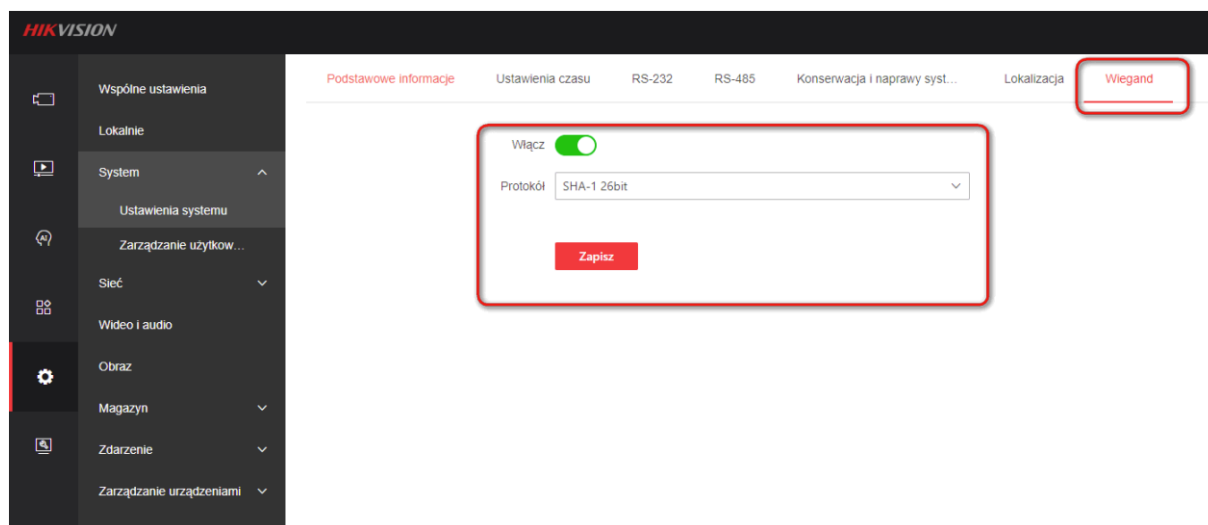 HIKVISION
Podstawowe informacje
Ustawienia czasu
RS-232
RS-485
Konserwacja i naprawy syst...
Lokalizacja
Wiegand
Wspólne ustawienia
Lokalnie
System
Ustawienia systemu
Zarządzanie użytkow...
Sieć
Wideo i audio
Obraz
Magazyn
Zdarzenie
Zarządzanie urządzeniami
Włącz
Protokół SHA-1 26bit
Zapisz
AI